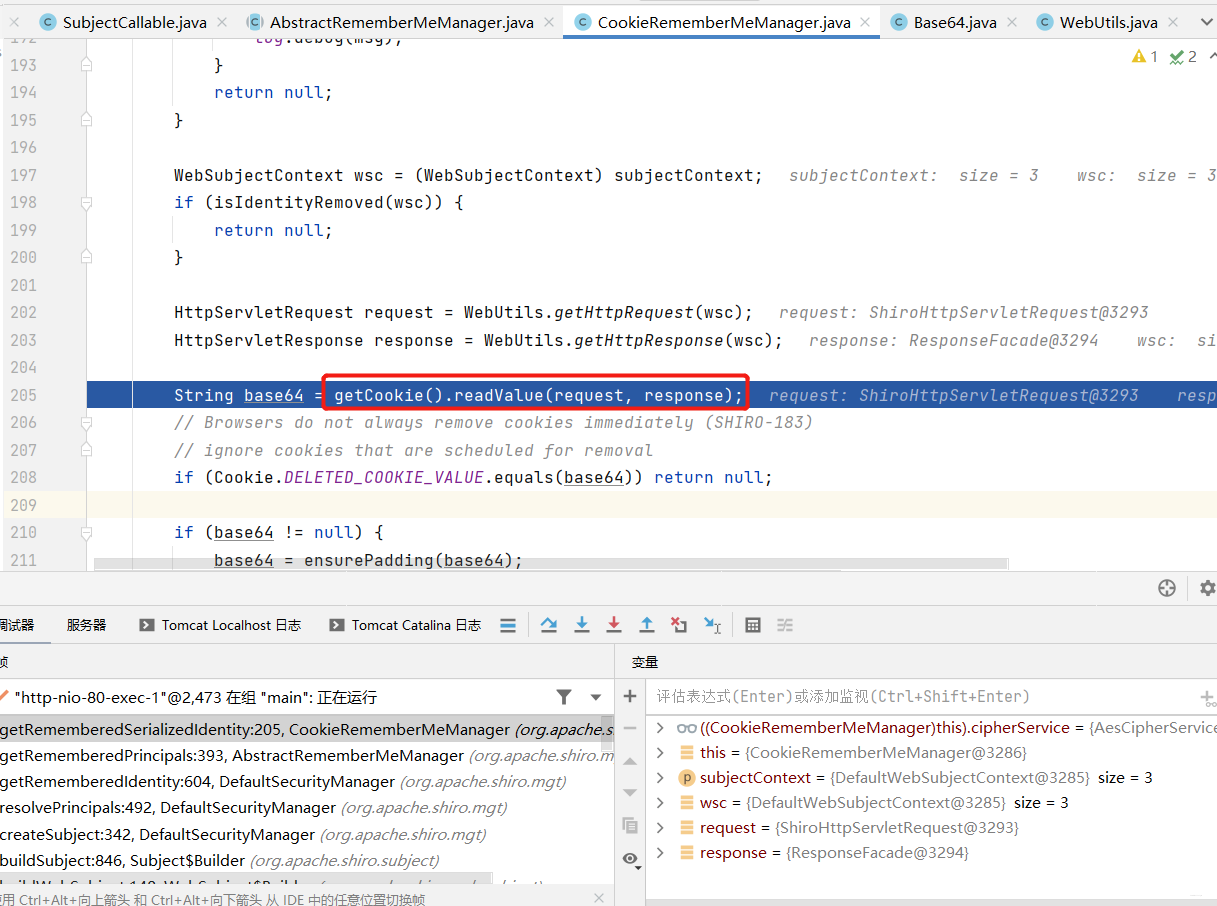 SubjectCallable.java AbstractRememberMeManager.java CookieRememberMeManager.java Base64.java WebUtils.java
192 log.debug(msg);
1 2
193 }
194 return null;
195 }
196
197 WebSubjectContext wsc = (WebSubjectContext) subjectContext; subjectContext: size = 3 wsc: size = 3
198 if (isIdentityRemoved(wsc)) {
199 return null;
200 }
201
202 HttpServletRequest request = WebUtils.getHttpRequest(wsc); request: ShiroHttpServletRequest@3293
203 HttpServletResponse response = WebUtils.getHttpResponse(wsc); response: ResponseFacade@3294 wsc: si
204
205 String base64 = getCookie().readValue(request, response); request: ShiroHttpServletRequest@3293 resp
206 // Browsers do not always remove cookies immediately (SHIRO-183)
207 // ignore cookies that are scheduled for removal
208 if (Cookie.DELETED_COOKIE_VALUE.equals(base64)) return null;
209
210 if (base64 != null) {
211 base64 = ensurePadding(base64);
调试器 服务器 Tomcat Localhost 日志 Tomcat Catalina 日志
帧
变量
"http-nio-80-exec-1"@2,473 在组 "main": 正在运行
评估表达式(Enter)或添加监视(Ctrl+Shift+Enter)
getRememberedSerializedIdentity:205, CookieRememberMeManager (org.apache.s
getRememberedPrincipals:393, AbstractRememberMeManager (org.apache.shiro.m
getRememberedIdentity:604, DefaultSecurityManager (org.apache.shiro.mgt)
resolvePrincipals:492, DefaultSecurityManager (org.apache.shiro.mgt)
createSubject:342, DefaultSecurityManager (org.apache.shiro.mgt)
buildSubject:846, Subject$Builder (org.apache.shiro.subject)
((CookieRememberMeManager)this).cipherService = {AesCipherService
this = {CookieRememberMeManager@3286}
subjectContext = {DefaultWebSubjectContext@3285} size = 3
wsc = {DefaultWebSubjectContext@3285} size = 3
request = {ShiroHttpServletRequest@3293}
response = {ResponseFacade@3294}
使用 Ctrl+Alt+向上箭头 和 Ctrl+Alt+向下箭头 从 IDE 中的任意位置切换帧